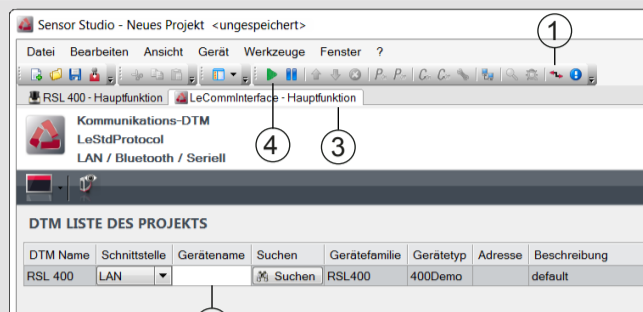 Sensor Studio - Neues Projekt <ungespeichert>
1
Datei Bearbeiten Ansicht Gerät Werkzeuge Fenster ?
P- P- C- C-
RSL 400 - Hauptfunktion LeCommInterface - Hauptfunktion
Kommunikations-DTM
4 3
LeStdProtocol
LAN / Bluetooth / Seriell
DTM LISTE DES PROJEKTS
DTM Name Schnittstelle Gerätename Suchen Gerätefamilie Gerätetyp Adresse Beschreibung
RSL 400 LAN Suchen RSL400 400Demo default